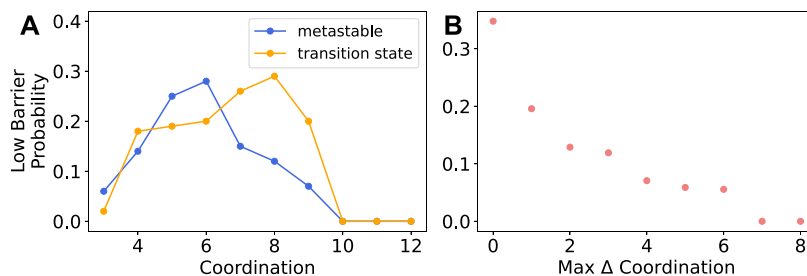 A
metastable
transition state
Low Barrier
Probability
0.4
0.3
0.2
0.1
0.0
4 6 8 10 12
Coordination
B
0.3
0.2
0.1
0.0
0 2 4 6 8
Max Δ Coordination